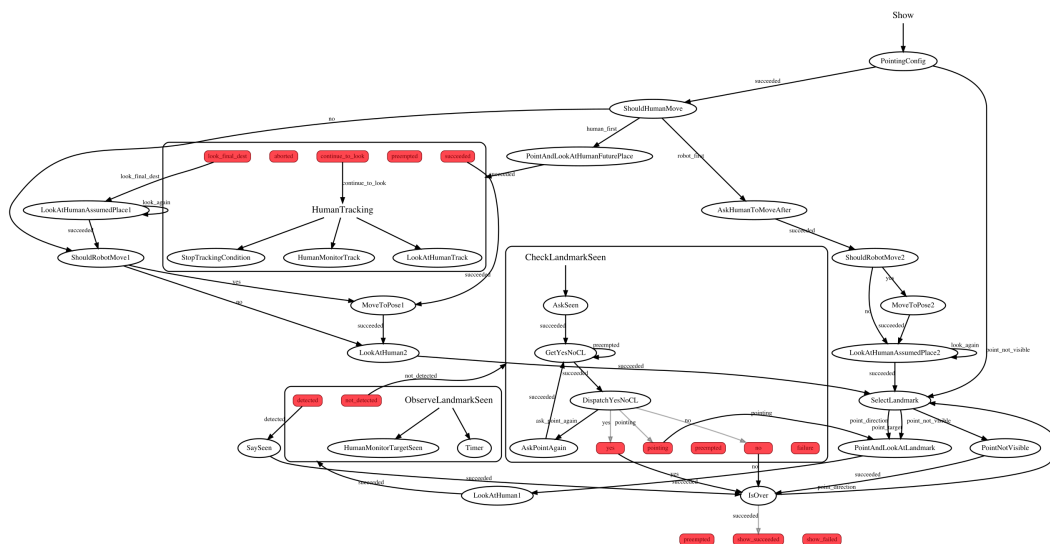 Show
PointingConfig
succeeded
ShouldHumanMove
no
human_first
look_final_dest
aborted
continue_to_look
preempted
succeeded
PointAndLookAtHumanFuturePlace
robot_first
succeeded
look_final_dest
continue_to_look
look_again
LookAtHumanAssumedPlace1
HumanTracking
AskHumanToMoveAfter
succeeded
succeeded
ShouldRobotMove1
StopTrackingCondition
HumanMonitorTrack
LookAtHumanTrack
CheckLandmarkSeen
ShouldRobotMove2
yes
succeeded
yes
no
MoveToPose1
AskSeen
no
MoveToPose2
succeeded
succeeded
succeeded
LookAtHuman2
GetYesNoCL
preempted
LookAtHumanAssumedPlace2
look_again
point_not_visible
succeeded
succeeded
succeeded
not_detected
detected
not_detected
ObserveLandmarkSeen
succeeded
DispatchYesNoCL
SelectLandmark
detected
ask_point_again
yes
pointing
no
pointing
point_direction
point_target
point_not_visible
SaySeen
HumanMonitorTargetSeen
Timer
AskPointAgain
yes
pointing
preempted
no
failure
PointAndLookAtLandmark
PointNotVisible
succeeded
yes
succeeded
no
succeeded
succeeded
LookAtHuman1
point_direction
IsOver
succeeded
preempted
show_succeeded
show_failed